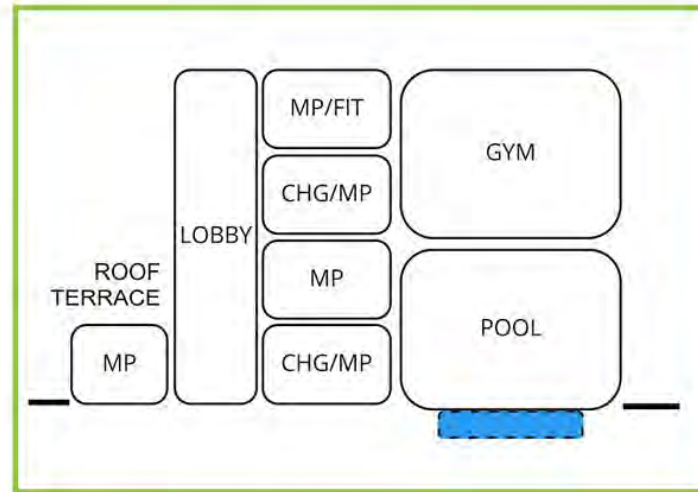 MP/FIT
GYM
CHG/MP
LOBBY
ROOF
TERRACE
MP
POOL
MP
CHG/MP